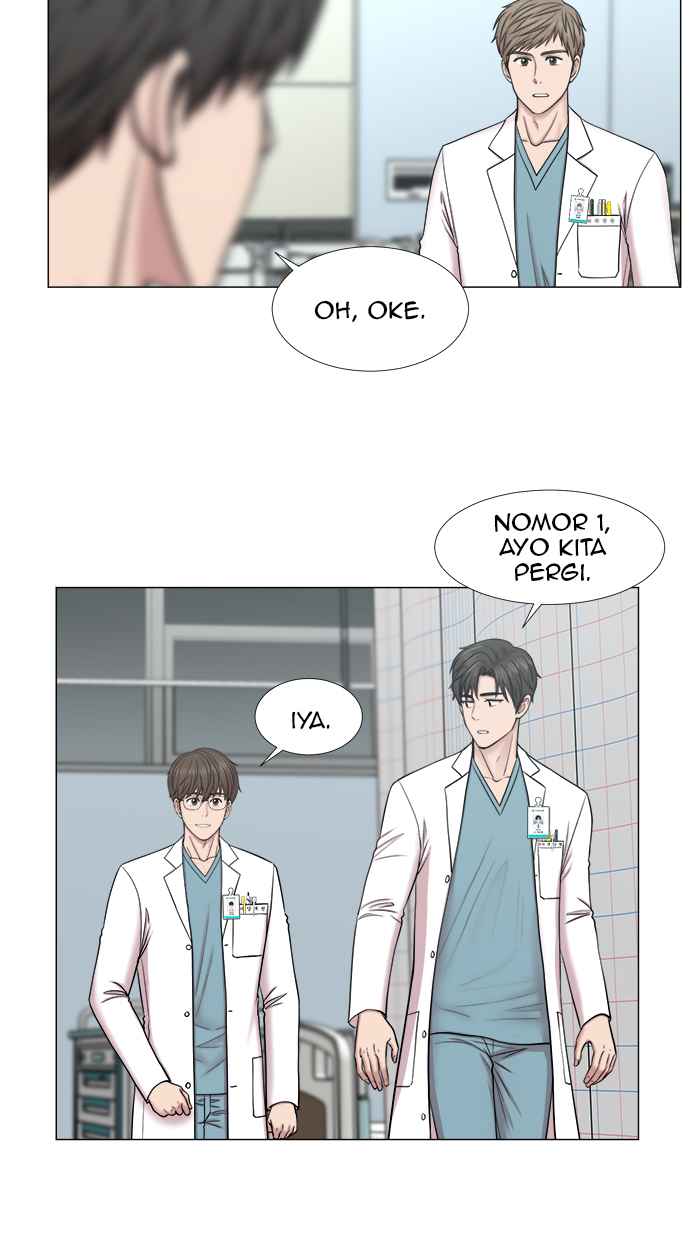 OH, OKE.
NOMOR 1,
AYO KITA
PERGI.
IYA.